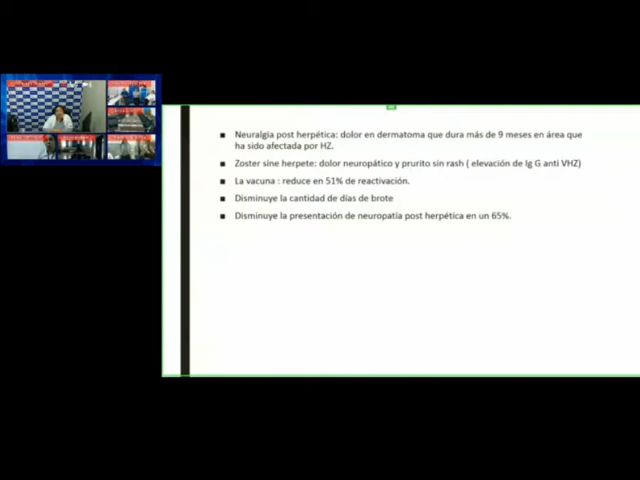 Neuralgia post herpética: dolor en dermatoma que dura más de 9 meses en área que
ha sido afectada por HZ.
Zoster sine herpete: dolor neuropático y prurito sin rash ( elevación de Ig G anti VHZ)
La vacuna : reduce en 51% de reactivación.
Disminuye la cantidad de días de brote
Disminuye la presentación de neuropatía post herpética en un 65%.